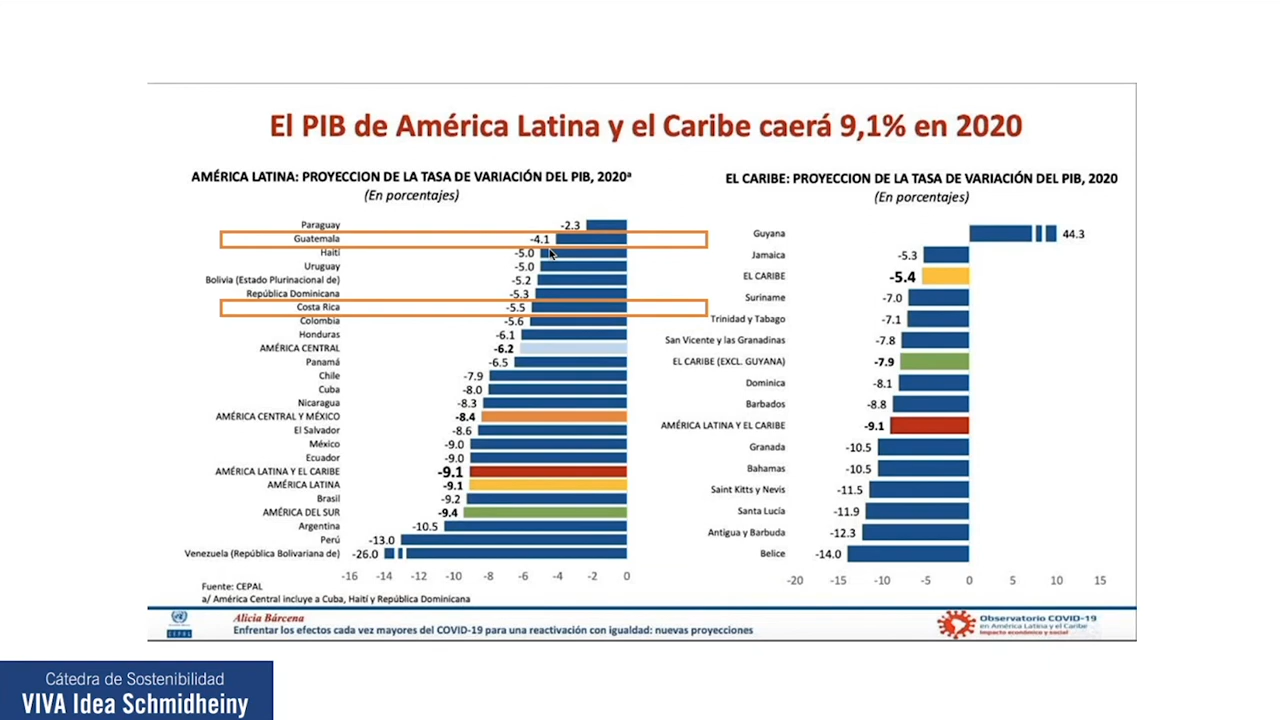 El PIB de América Latina y el Caribe caerá 9,1% en 2020
AMÉRICA LATINA: PROYECCION DE LA TASA DE VARIACIÓN DEL PIB, 2020ª
(En porcentajes)
Paraguay -2.3
Guatemala -4.1
Haití -5.0
Uruguay -5.0
Bolivia (Estado Plurinacional de) -5.2
República Dominicana -5.3
Costa Rica -5.5
Colombia -5.6
Honduras -6.1
AMÉRICA CENTRAL -6.2
Panamá -6.5
Chile -7.9
Cuba -8.0
Nicaragua -8.3
AMÉRICA CENTRAL Y MÉXICO -8.4
El Salvador -8.6
México -9.0
Ecuador -9.0
AMÉRICA LATINA Y EL CARIBE -9.1
AMÉRICA LATINA -9.1
Brasil -9.2
AMÉRICA DEL SUR -9.4
Argentina -10.5
Perú -13.0
Venezuela (República Bolivariana de) -26.0
-16 -14 -12 -10 -8 -6 -4 -2 0
Fuente: CEPAL
a/ América Central incluye a Cuba, Haití y República Dominicana
EL CARIBE: PROYECCION DE LA TASA DE VARIACIÓN DEL PIB, 2020
(En porcentajes)
Guyana 44.3
Jamaica -5.3
EL CARIBE -5.4
Suriname -7.0
Trinidad y Tabago -7.1
San Vicente y las Granadinas -7.8
EL CARIBE (EXCL. GUYANA) -7.9
Dominica -8.1
Barbados -8.8
AMÉRICA LATINA Y EL CARIBE -9.1
Granada -10.5
Bahamas -10.5
Saint Kitts y Nevis -11.5
Santa Lucía -11.9
Antigua y Barbuda -12.3
Belice -14.0
-20 -15 -10 -5 0 5 10 15
CEPAL
Alicia Bárcena
Enfrentar los efectos cada vez mayores del COVID-19 para una reactivación con igualdad: nuevas proyecciones
Observatorio COVID-19
en América Latina y el Caribe
Impacto económico y social
Cátedra de Sostenibilidad
VIVA Idea Schmidheiny